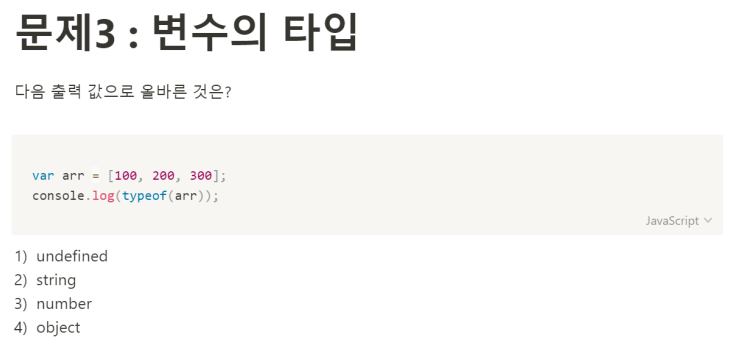 문제3 : 변수의 타입
다음 출력 값으로 올바른 것은?
var arr = [100, 200, 300];
console.log(typeof(arr));
JavaScript
1) undefined
2) string
3) number
4) object